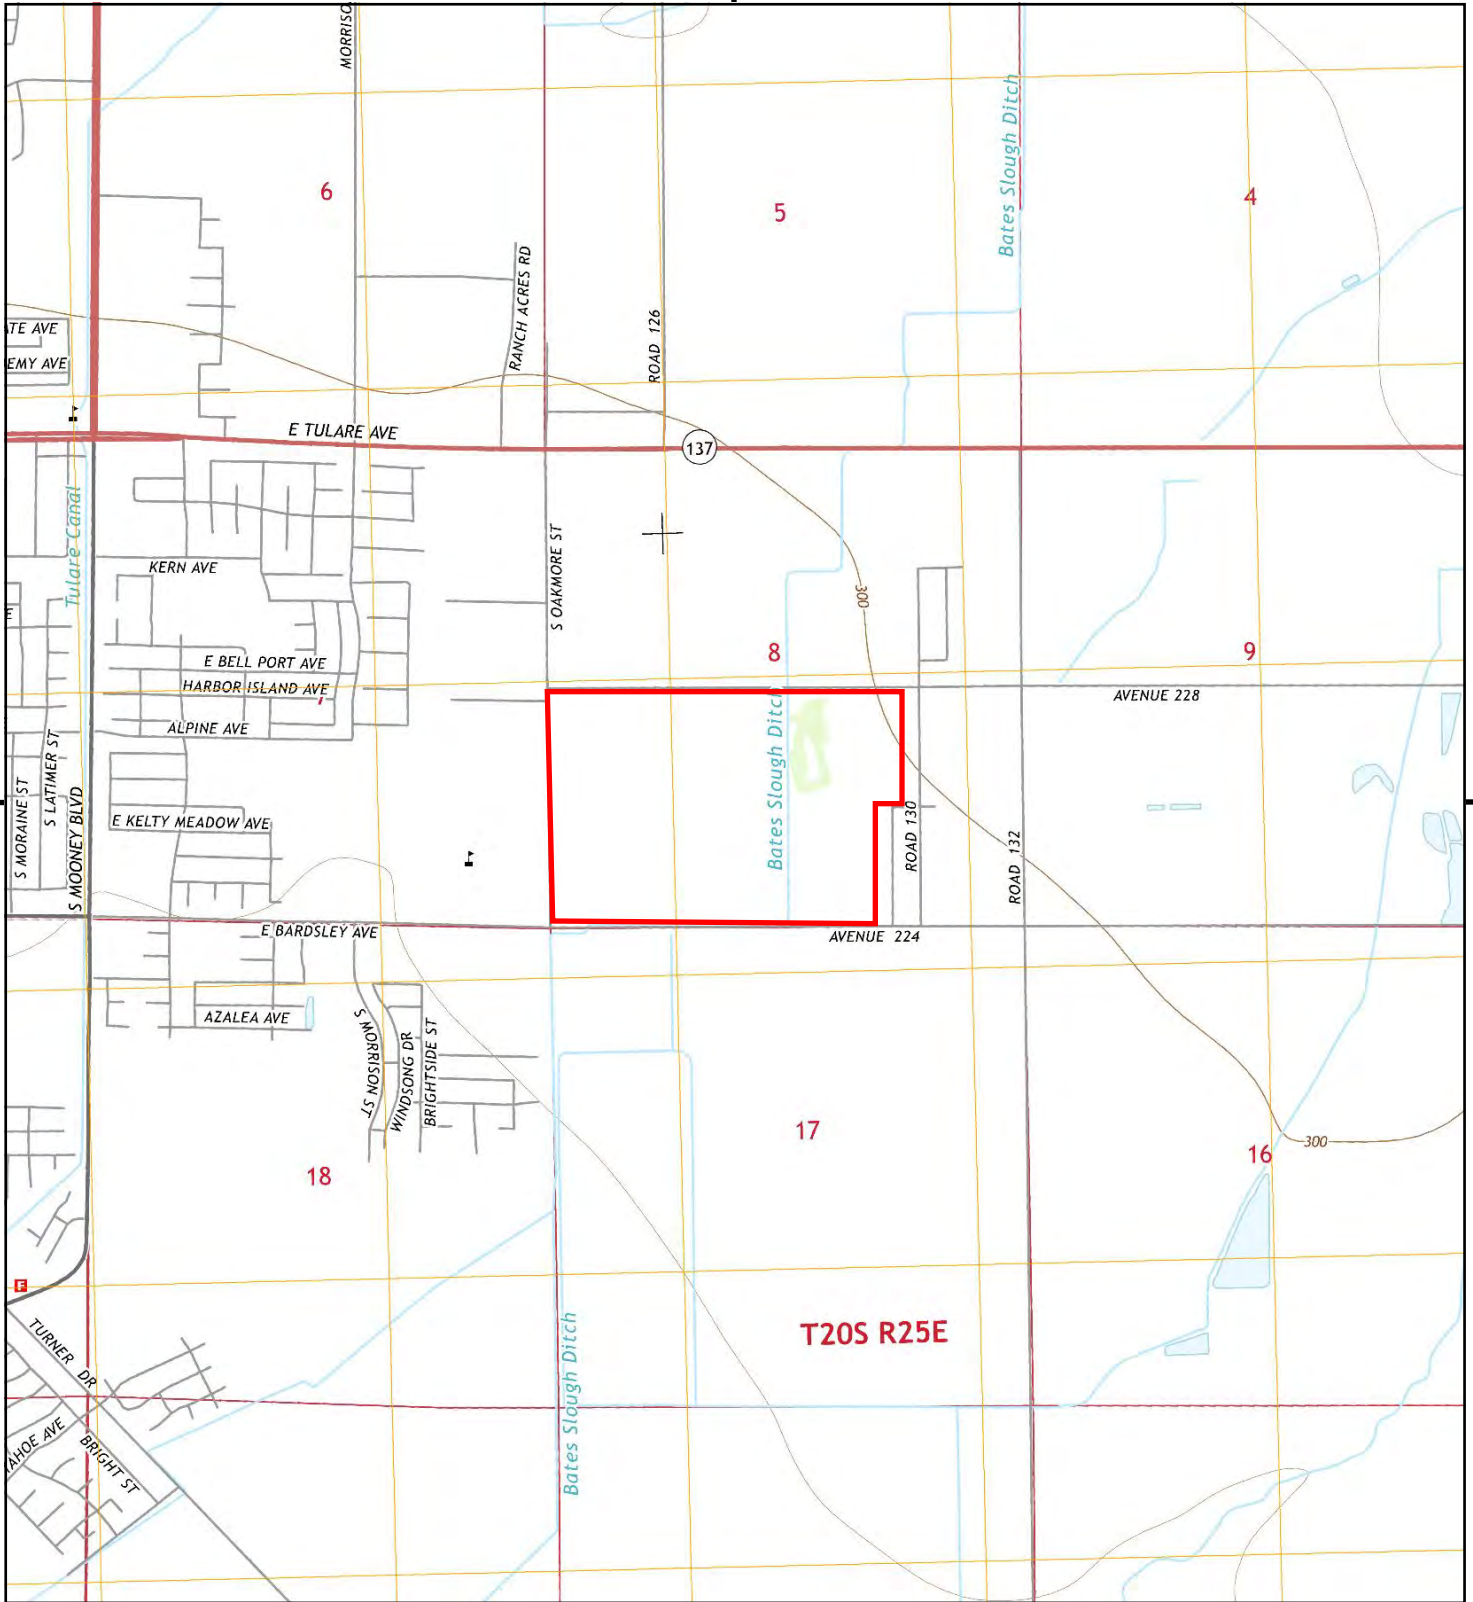 MORRISO
Bates Slough Ditch
6
5
4
RANCH ACRES RD
ROAD 126
TE AVE
EMY AVE
E TULARE AVE
137
Tulare Canal
S OAKMORE ST
KERN AVE
300
E BELL PORT AVE
8
9
HARBOR ISLAND AVE
AVENUE 228
ALPINE AVE
S LATIMER ST
S MORAINE ST
S MOONEY BLVD
Bates Slough Ditch
E KELTY MEADOW AVE
ROAD 130
ROAD 132
E BARDSLEY AVE
AVENUE 224
AZALEA AVE
S MORRISON ST
WINDSONG DR
BRIGHTSIDE ST
17
300
16
18
F
T20S R25E
TURNER DR
Bates Slough Ditch
AHOE AVE
BRIGHT ST